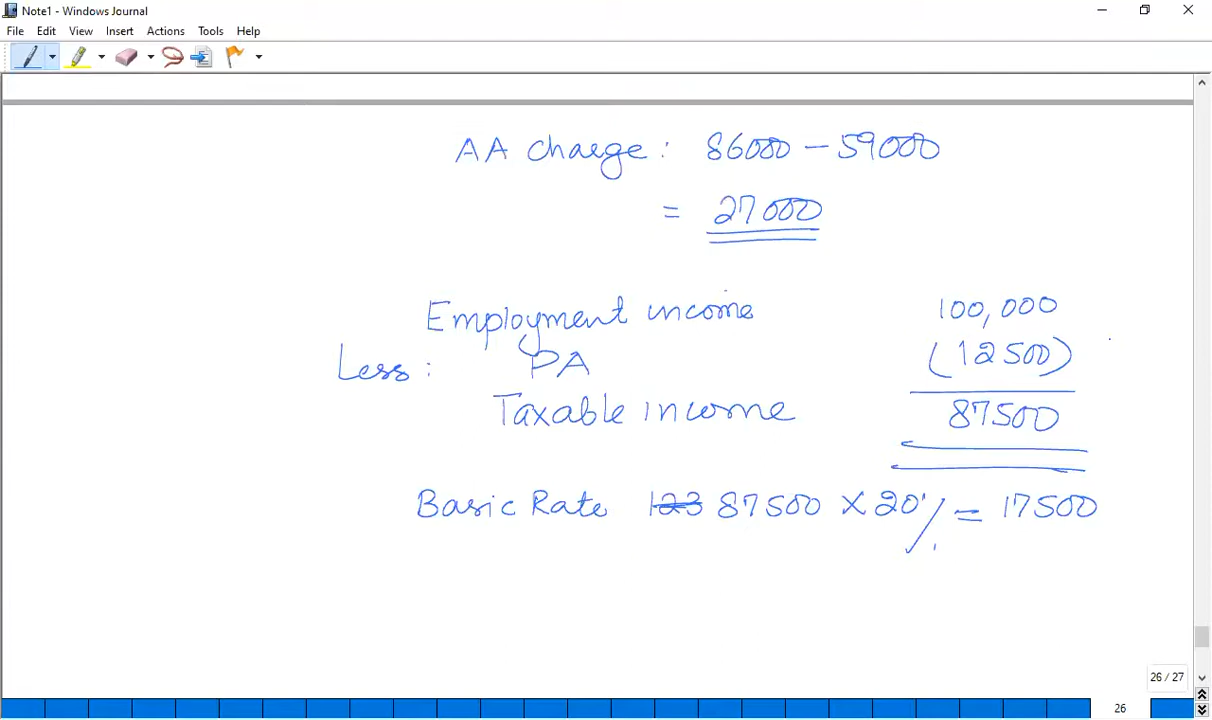 Note1 - Windows Journal
File Edit View Insert Actions Tools Help
AA charge : 86000 - 59000
= 27000
Employment income 100,000
Less : PA (12500)
Taxable income 87500
Basic Rate 123 87500 × 20% = 17500
26 / 27
26